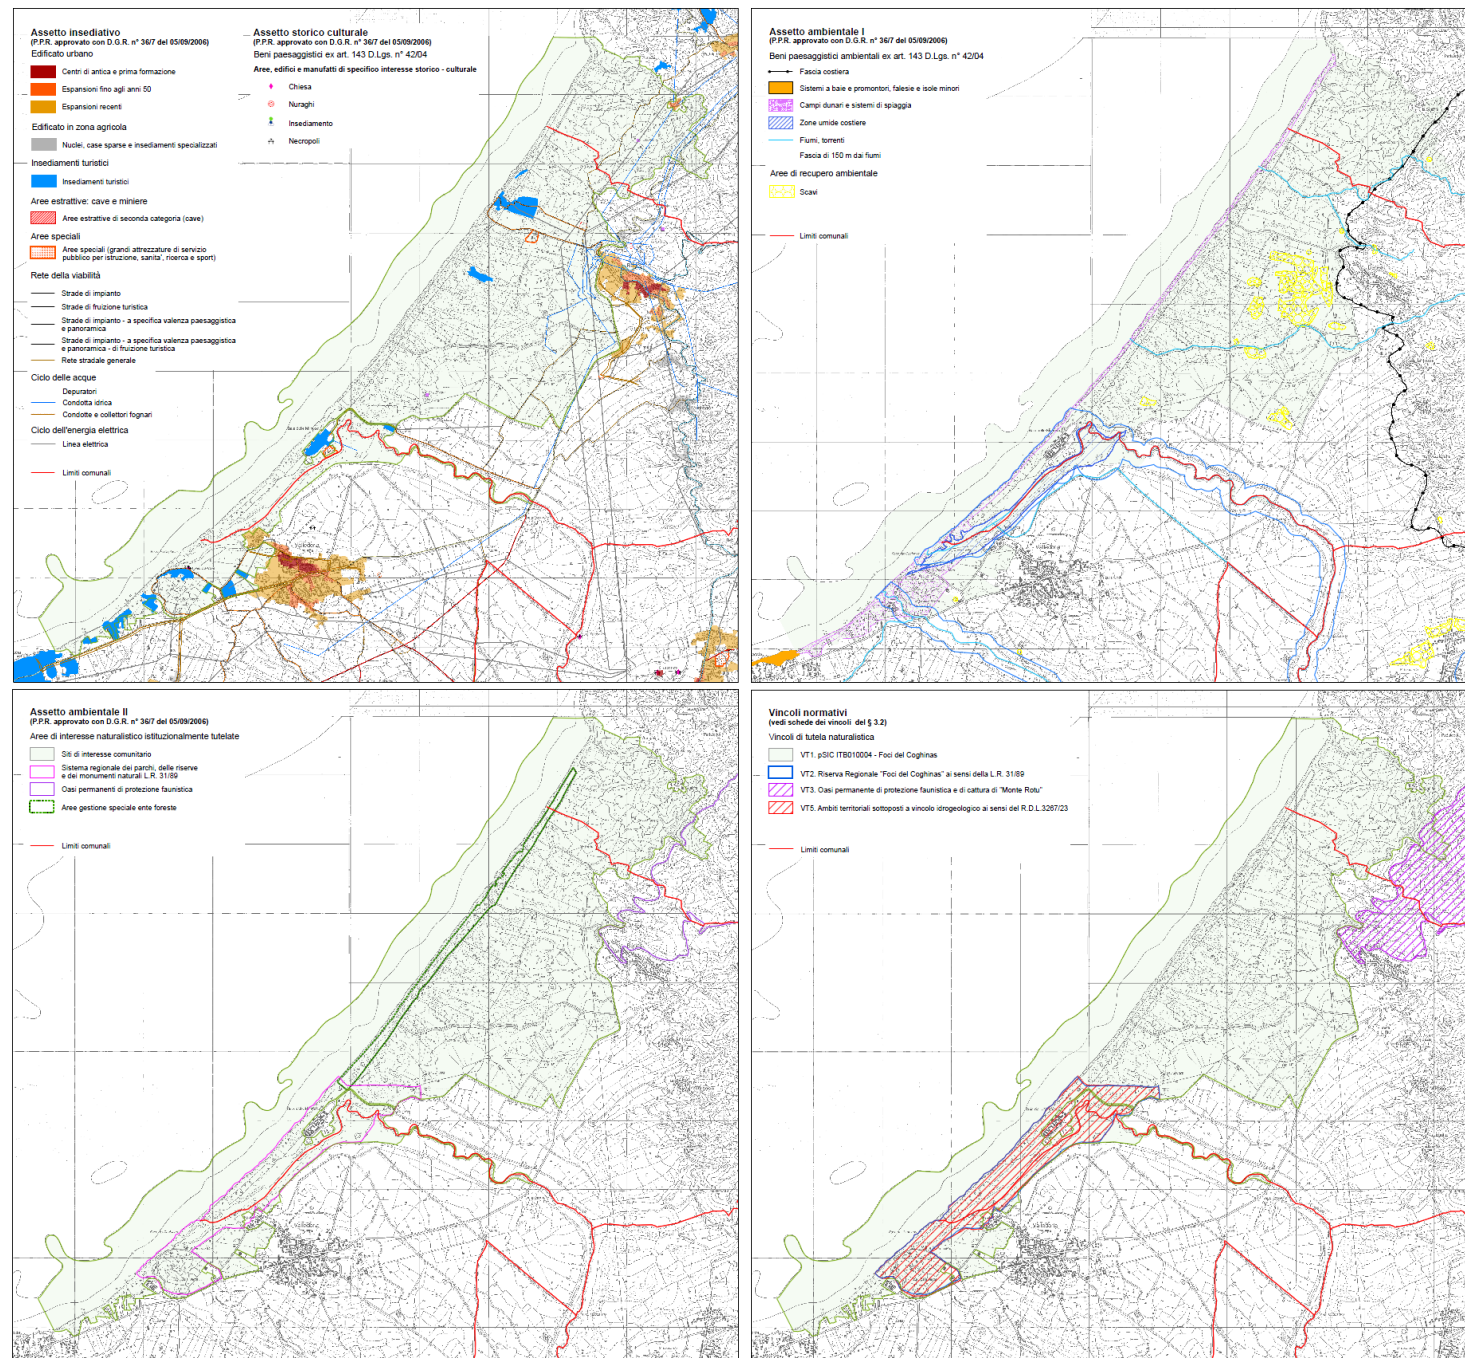 Assetto insediativo
(P.P.R. approvato con D.G.R. n° 36/7 del 05/09/2006)
Edificato urbano
Centri di antica e prima formazione
Espansioni fino agli anni 50
Espansioni recenti
Edificato in zona agricola
Nuclei, case sparse e insediamenti specializzati
Insediamenti turistici
Insediamenti turistici
Aree estrattive: cave e miniere
Aree estrattive di seconda categoria (cave)
Aree speciali
Aree speciali (grandi attrezzature di servizio
pubblico per istruzione, sanita', ricerca e sport)
Rete della viabilità
Strade di impianto
Strade di fruizione turistica
Strade di impianto - a specifica valenza paesaggistica
e panoramica
Strade di impianto - a specifica valenza paesaggistica
e panoramica - di fruizione turistica
Rete stradale generale
Ciclo delle acque
Depuratori
Condotta idrica
Condotte e collettori fognari
Ciclo dell'energia elettrica
Linea elettrica
Limiti comunali
Assetto storico culturale
(P.P.R. approvato con D.G.R. n° 36/7 del 05/09/2006)
Beni paesaggistici ex art. 143 D.Lgs. n° 42/04
Aree, edifici e manufatti di specifico interesse storico - culturale
Chiesa
Nuraghi
Insediamento
Necropoli
Valledoria
Assetto ambientale I
(P.P.R. approvato con D.G.R. n° 36/7 del 05/09/2006)
Beni paesaggistici ambientali ex art. 143 D.Lgs. n° 42/04
Fascia costiera
Sistemi a baie e promontori, falesie e isole minori
Campi dunari e sistemi di spiaggia
Zone umide costiere
Fiumi, torrenti
Fascia di 150 m dai fiumi
Aree di recupero ambientale
Scavi
Limiti comunali
Valledoria
Assetto ambientale II
(P.P.R. approvato con D.G.R. n° 36/7 del 05/09/2006)
Aree di interesse naturalistico istituzionalmente tutelate
Siti di interesse comunitario
Sistema regionale dei parchi, delle riserve
e dei monumenti naturali L.R. 31/89
Oasi permanenti di protezione faunistica
Aree gestione speciale ente foreste
Limiti comunali
Valledoria
Vincoli normativi
(vedi schede dei vincoli del § 3.2)
Vincoli di tutela naturalistica
VT1. pSIC ITB010004 - Foci del Coghinas
VT2. Riserva Regionale "Foci del Coghinas" ai sensi della L.R. 31/89
VT3. Oasi permanente di protezione faunistica e di cattura di "Monte Rotu"
VT5. Ambiti territoriali sottoposti a vincolo idrogeologico ai sensi del R.D.L.3267/23
Limiti comunali
Valledoria